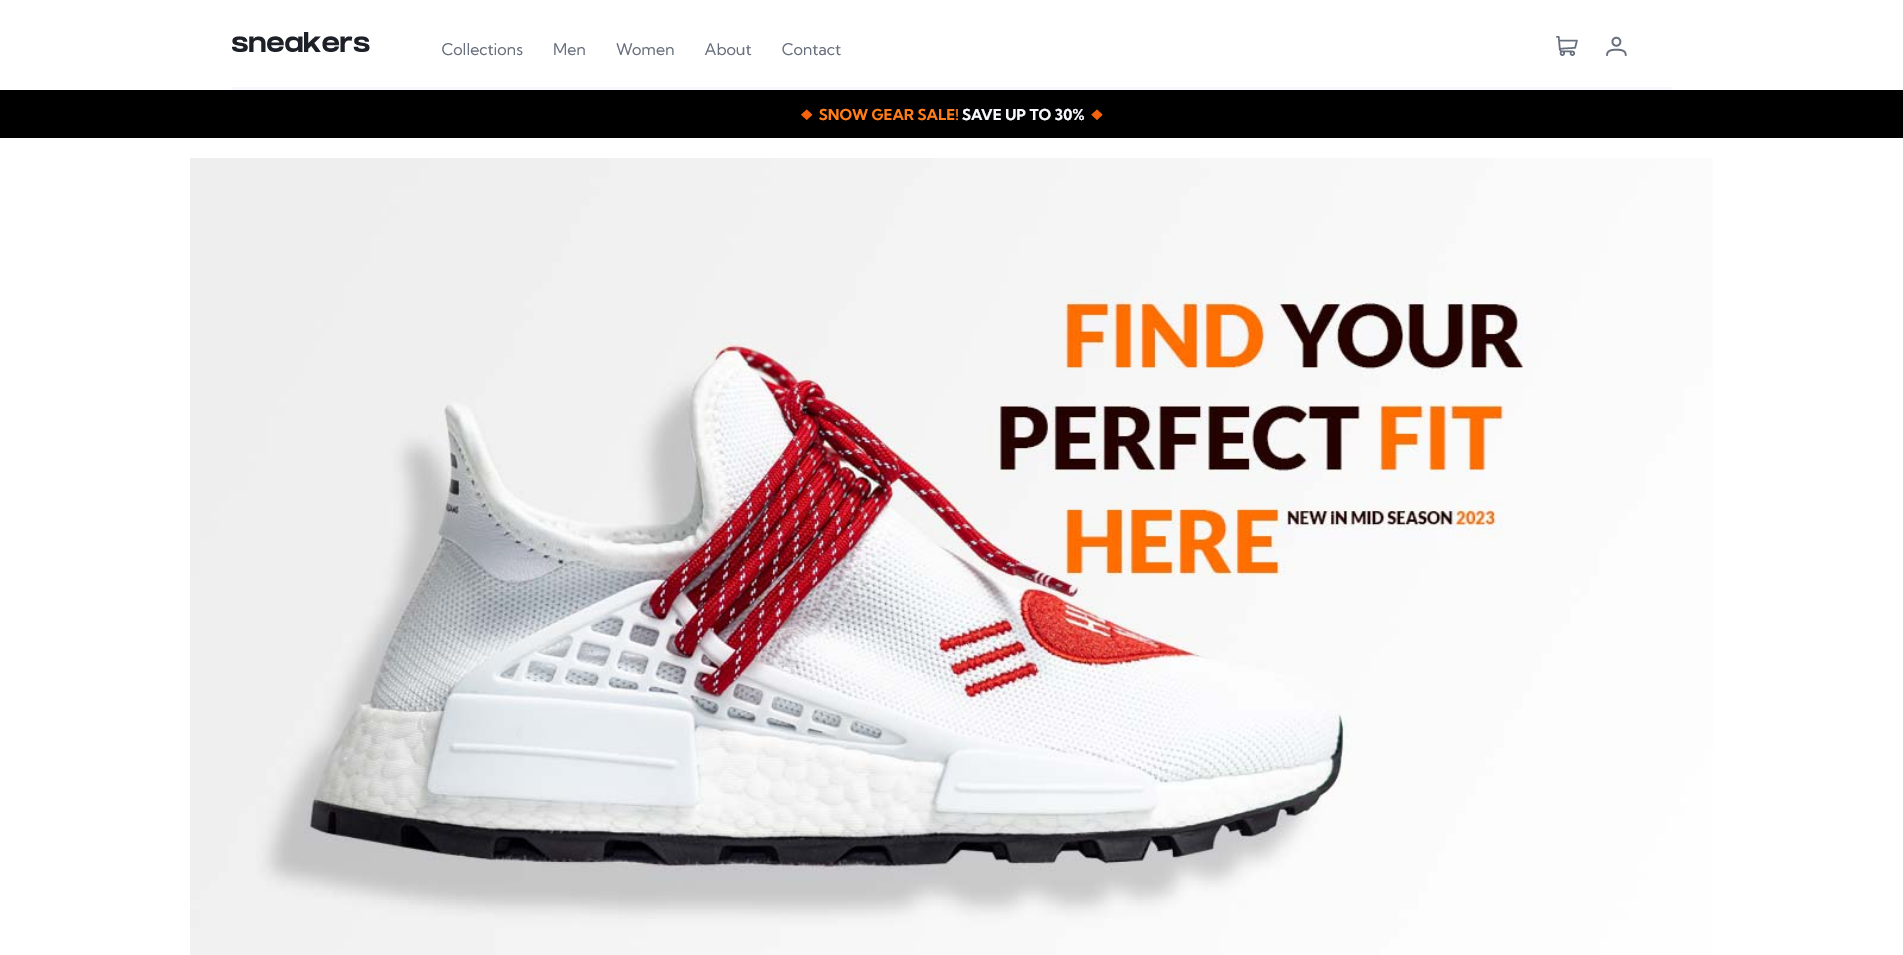 sneakers
Collections Men Women About Contact
SNOW GEAR SALE! SAVE UP TO 30%
FIND YOUR
PERFECT FIT
HERE NEW iN MID SEASON 2023